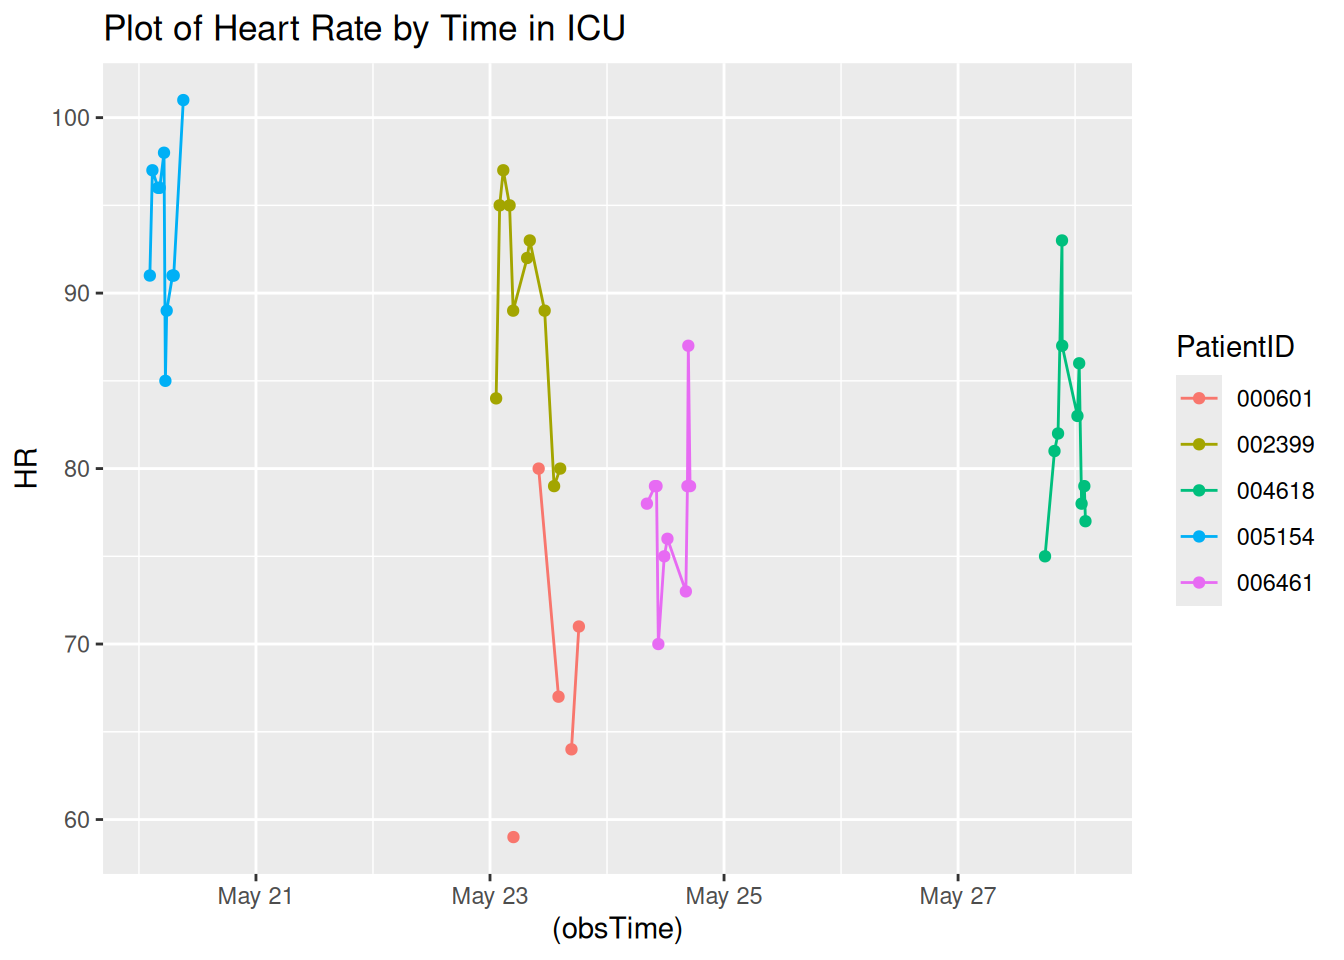 Plot of Heart Rate by Time in ICU
100
90
80
70
60
HR
May 21
May 23
May 25
May 27
(obsTime)
PatientID
000601
002399
004618
005154
006461